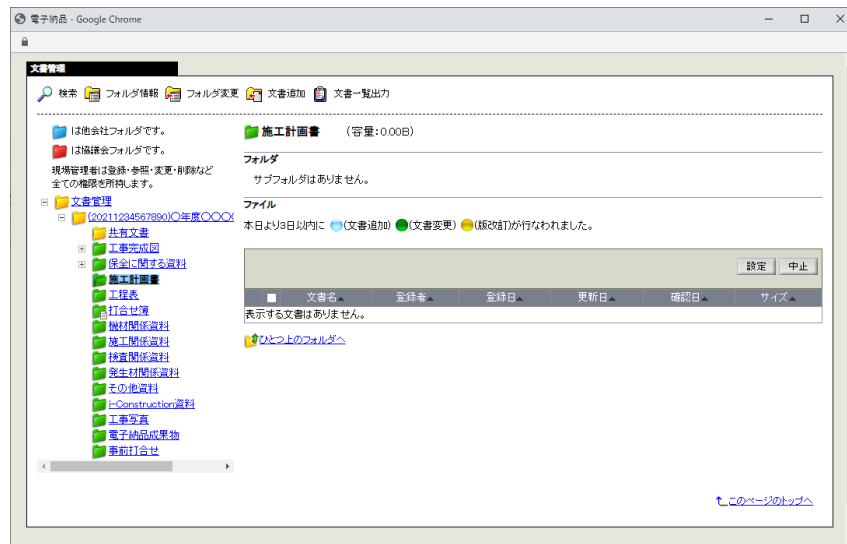 電子納品 - Google Chrome
文書管理
検索 フォルダ情報 フォルダ変更 文書追加 文書一覧出力
は他会社フォルダです。
は協議会フォルダです。
現場管理者は登録・参照・変更・削除など
全ての権限を所持します。
文書管理
(20211234567890)〇年度〇〇〇
共有文書
工事完成図
保全に関する資料
施工計画書
工程表
打合せ簿
機材関係資料
施工関係資料
検査関係資料
発生材関係資料
その他資料
i-Construction資料
工事写真
電子納品成果物
事前打合せ
施工計画書 (容量:0.00B)
フォルダ
サブフォルダはありません。
ファイル
本日より3日以内に (文書追加) (文書変更) (版改訂)が行なわれました。
設定 中止
文書名▲ 登録者▲ 登録日▲ 更新日▲ 確認日▲ サイズ▲
表示する文書はありません。
ひとつ上のフォルダへ
このページのトップへ